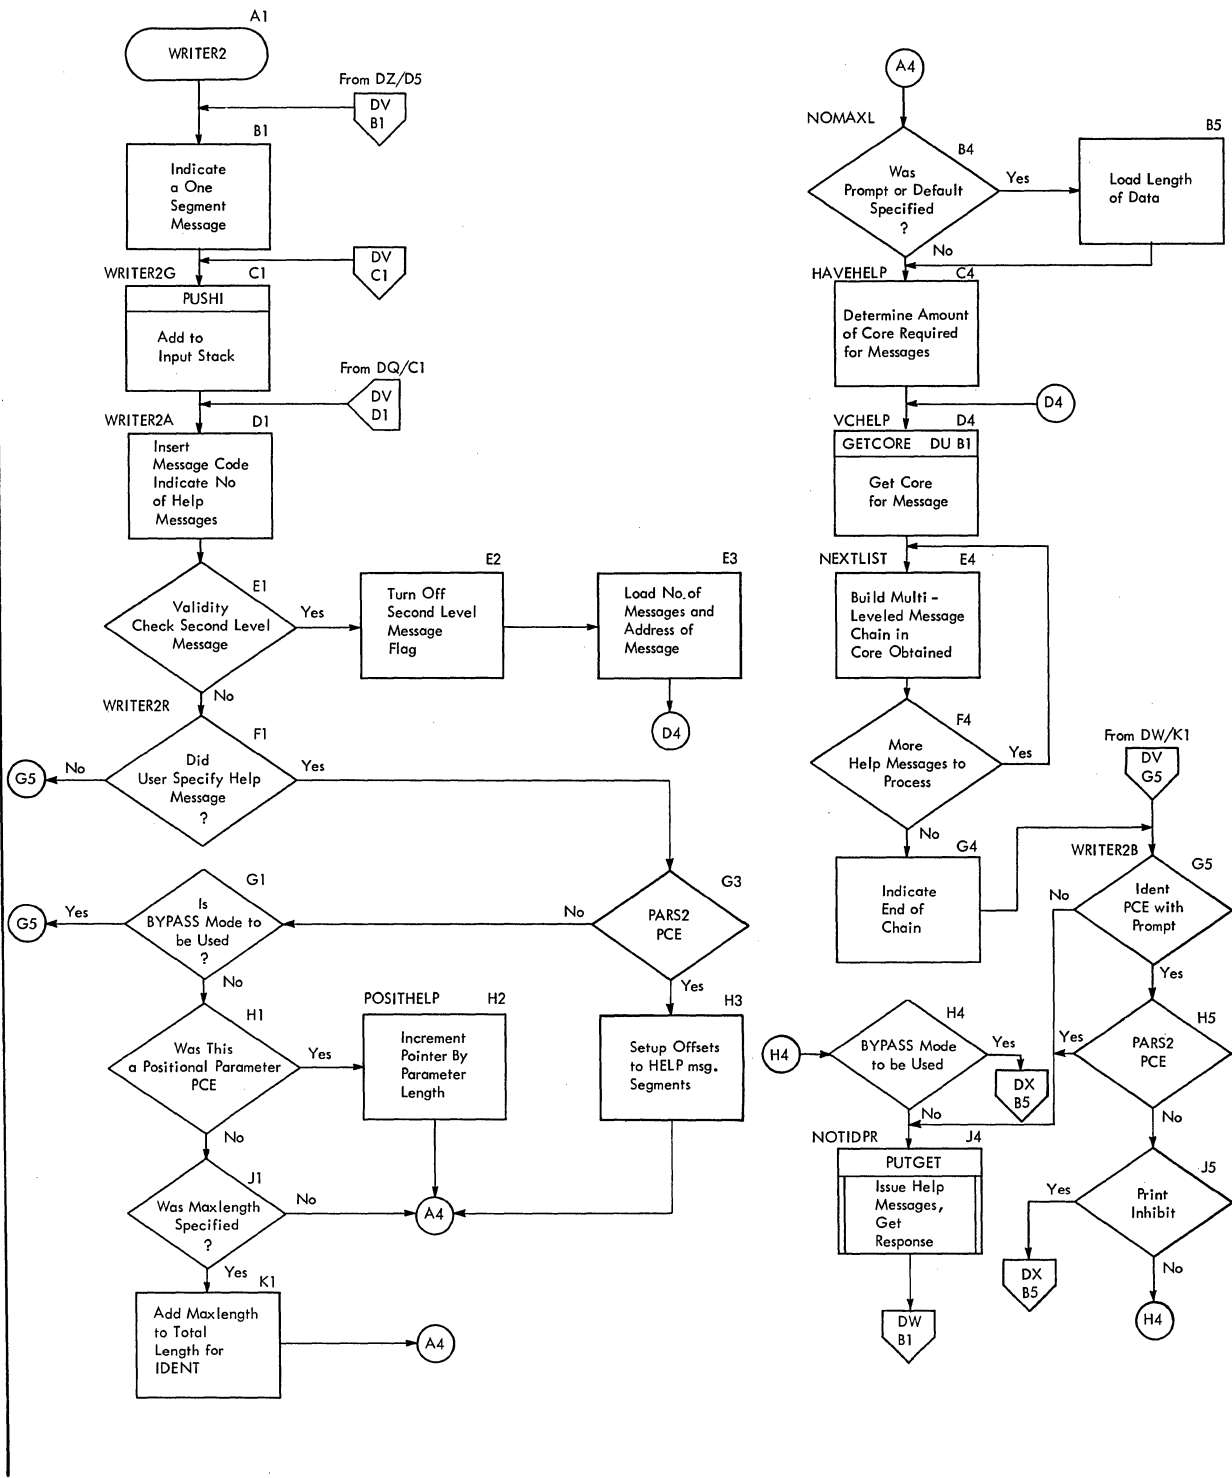 A1
WRITER2
From DZ/D5
DV
B1
B1
Indicate
a One
Segment
Message
DV
C1
WRITER2G
C1
PUSHI
Add to
Input Stack
From DQ/C1
DV
D1
WRITER2A
D1
Insert
Message Code
Indicate No
of Help
Messages
E1
Validity
Check Second Level
Message
Yes
No
E2
Turn Off
Second Level
Message
Flag
E3
Load No. of
Messages and
Address of
Message
D4
WRITER2R
F1
Did
User Specify Help
Message
?
No
G5
Yes
G3
PARS2
PCE
No
Yes
G1
Is
BYPASS Mode to
be Used
?
Yes
G5
No
H1
Was This
a Positional Parameter
PCE
Yes
No
POSITHELP
H2
Increment
Pointer By
Parameter
Length
H3
Setup Offsets
to HELP msg.
Segments
J1
Was Maxlength
Specified
?
No
A4
Yes
K1
Add Maxlength
to Total
Length for
IDENT
A4
A4
NOMAXL
B4
Was
Prompt or Default
Specified
?
Yes
No
B5
Load Length
of Data
HAVEHELP
C4
Determine Amount
of Core Required
for Messages
D4
VCHELP
D4
GETCORE DU B1
Get Core
for Message
NEXTLIST
E4
Build Multi -
Leveled Message
Chain in
Core Obtained
F4
More
Help Messages to
Process
Yes
No
G4
Indicate
End of
Chain
From DW/K1
DV
G5
WRITER2B
G5
Ident
PCE with
Prompt
No
Yes
H5
PARS2
PCE
Yes
No
H4
H4
BYPASS Mode
to be Used
Yes
DX
B5
No
NOTIDPR
J4
PUTGET
Issue Help
Messages,
Get
Response
DW
B1
J5
Print
Inhibit
Yes
DX
B5
No
H4